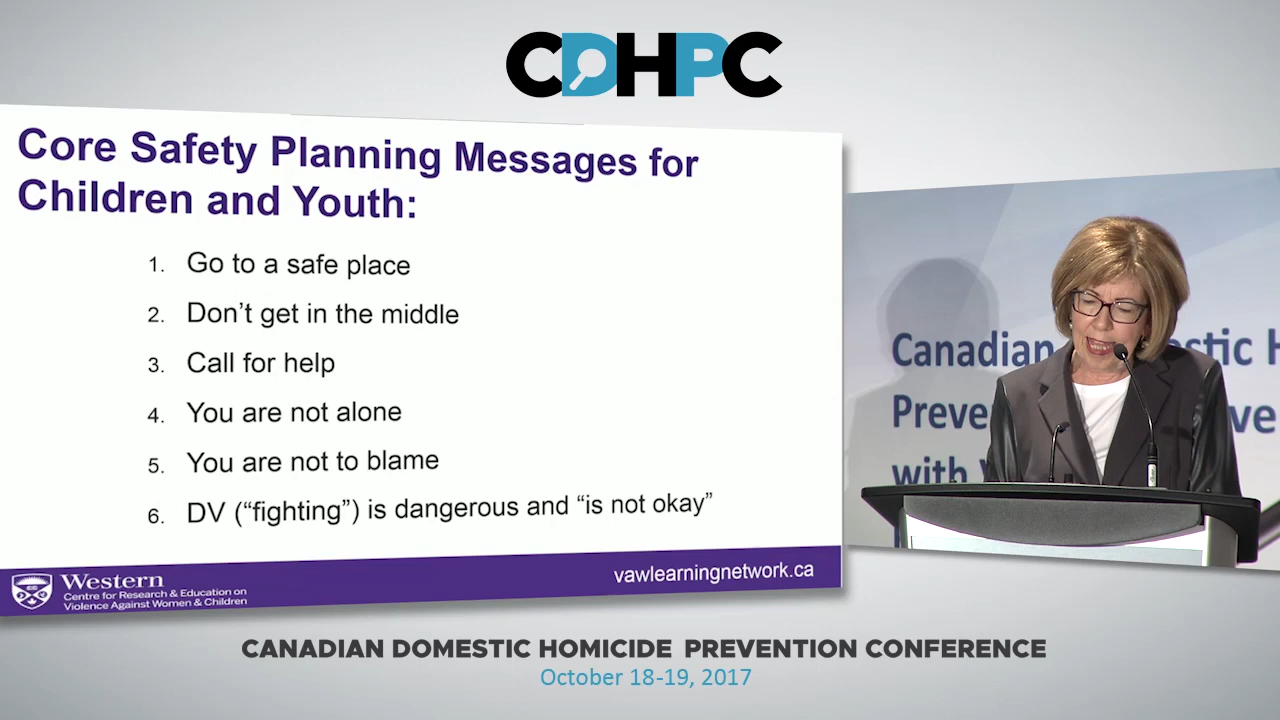 CDHPC
Core Safety Planning Messages for
Children and Youth:
1. Go to a safe place
2. Don't get in the middle
3. Call for help
4. You are not alone
5. You are not to blame
6. DV (“fighting”) is dangerous and “is not okay”
Western
Centre for Research & Education on
Violence Against Women & Children
vawlearningnetwork.ca
Canadian
Preve
with
CANADIAN DOMESTIC HOMICIDE PREVENTION CONFERENCE
October 18-19, 2017